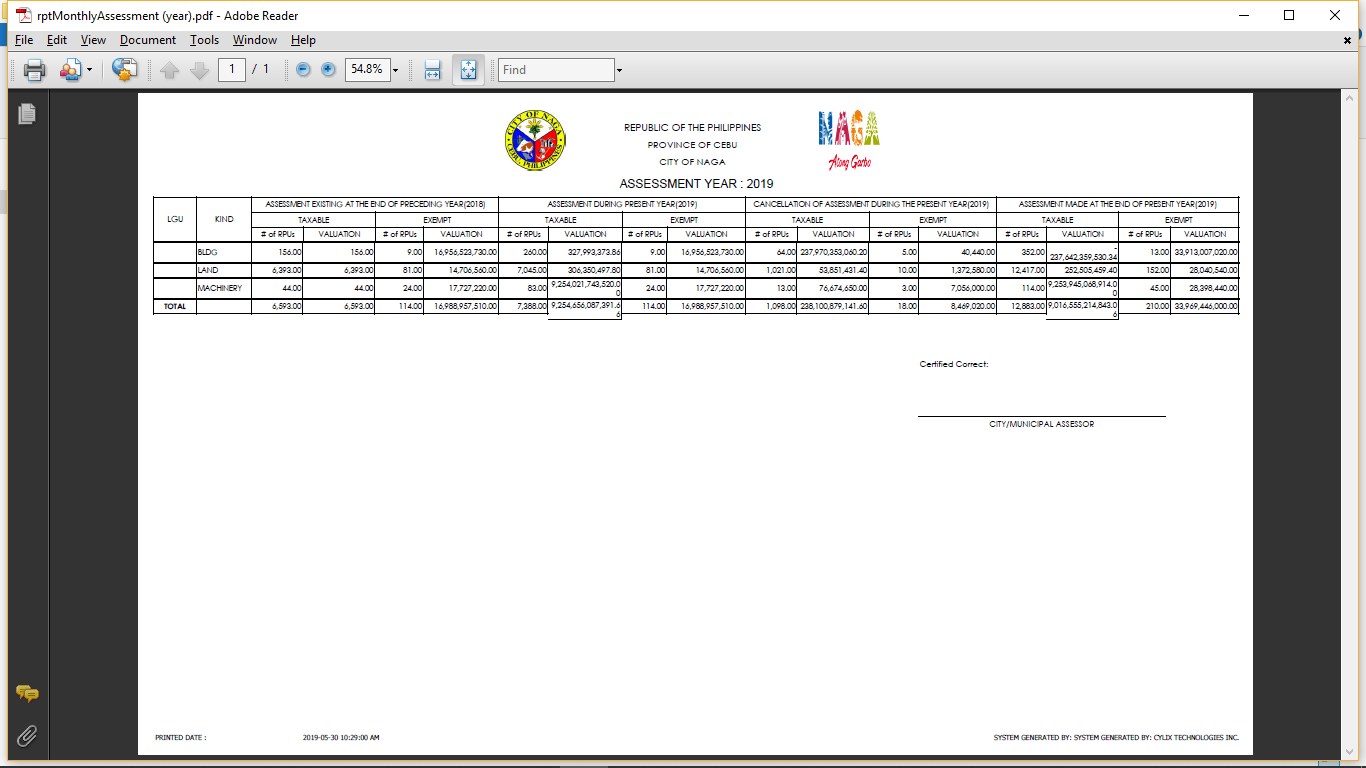 rptMonthlyAssessment (year).pdf - Adobe Reader
File Edit View Document Tools Window Help
1 / 1 54.8% Find
CITY OF NAGA
CEBU, PHILIPPINES
REPUBLIC OF THE PHILIPPINES
PROVINCE OF CEBU
CITY OF NAGA
NAGA
Atong Garbo
ASSESSMENT YEAR : 2019
LGU KIND ASSESSMENT EXISTING AT THE END OF PRECEDING YEAR(2018) ASSESSMENT DURING PRESENT YEAR(2019) CANCELLATION OF ASSESSMENT DURING THE PRESENT YEAR(2019) ASSESSMENT MADE AT THE END OF PRESENT YEAR(2019)
TAXABLE EXEMPT TAXABLE EXEMPT TAXABLE EXEMPT TAXABLE EXEMPT
# of RPUs VALUATION # of RPUs VALUATION # of RPUs VALUATION # of RPUs VALUATION # of RPUs VALUATION # of RPUs VALUATION # of RPUs VALUATION # of RPUs VALUATION
BLDG 156.00 156.00 9.00 16,956,523,730.00 260.00 327,993,373.86 9.00 16,956,523,730.00 64.00 237,970,353,060.20 5.00 40,440.00 352.00 -237,642,359,530.34 13.00 33,913,007,020.00
LAND 6,393.00 6,393.00 81.00 14,706,560.00 7,045.00 306,350,497.80 81.00 14,706,560.00 1,021.00 53,851,431.40 10.00 1,372,580.00 12,417.00 252,505,459.40 152.00 28,040,540.00
MACHINERY 44.00 44.00 24.00 17,727,220.00 83.00 9,254,021,743,520.00 24.00 17,727,220.00 13.00 76,674,650.00 3.00 7,056,000.00 114.00 9,253,945,068,914.00 45.00 28,398,440.00
TOTAL 6,593.00 6,593.00 114.00 16,988,957,510.00 7,388.00 9,254,656,087,391.66 114.00 16,988,957,510.00 1,098.00 238,100,879,141.60 18.00 8,469,020.00 12,883.00 9,016,555,214,843.06 210.00 33,969,446,000.00
Certified Correct:
CITY/MUNICIPAL ASSESSOR
PRINTED DATE : 2019-05-30 10:29:00 AM SYSTEM GENERATED BY: SYSTEM GENERATED BY: CYLIX TECHNOLOGIES INC.